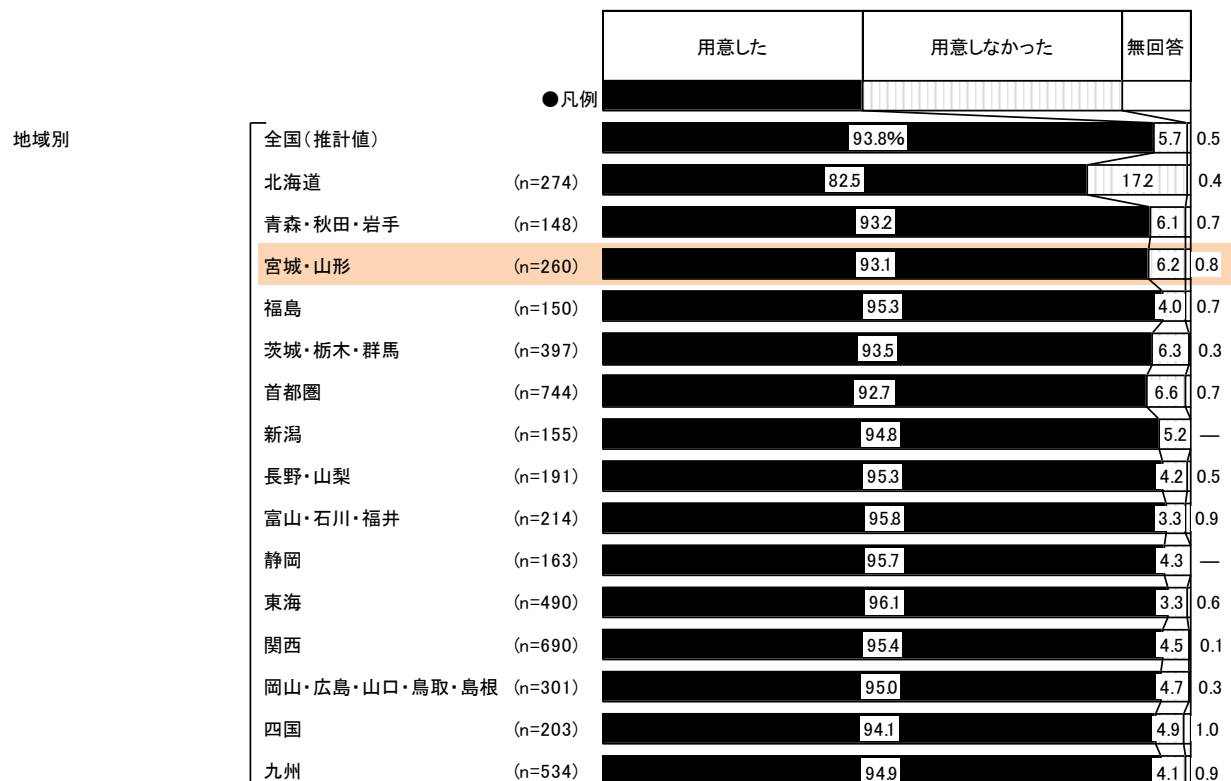 用意した 用意しなかった 無回答
●凡例
地域別 全国(推計値) 93.8% 5.7 0.5
北海道 (n=274) 82.5 17.2 0.4
青森・秋田・岩手 (n=148) 93.2 6.1 0.7
宮城・山形 (n=260) 93.1 6.2 0.8
福島 (n=150) 95.3 4.0 0.7
茨城・栃木・群馬 (n=397) 93.5 6.3 0.3
首都圏 (n=744) 92.7 6.6 0.7
新潟 (n=155) 94.8 5.2 ―
長野・山梨 (n=191) 95.3 4.2 0.5
富山・石川・福井 (n=214) 95.8 3.3 0.9
静岡 (n=163) 95.7 4.3 ―
東海 (n=490) 96.1 3.3 0.6
関西 (n=690) 95.4 4.5 0.1
岡山・広島・山口・鳥取・島根 (n=301) 95.0 4.7 0.3
四国 (n=203) 94.1 4.9 1.0
九州 (n=534) 94.9 4.1 0.9